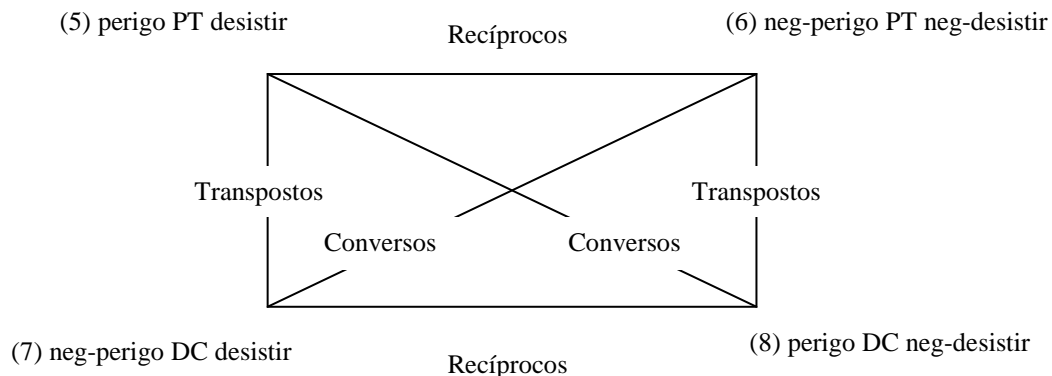 (5) perigo PT desistir
Recíprocos
(6) neg-perigo PT neg-desistir
Transpostos
Transpostos
Conversos
Conversos
(7) neg-perigo DC desistir
Recíprocos
(8) perigo DC neg-desistir